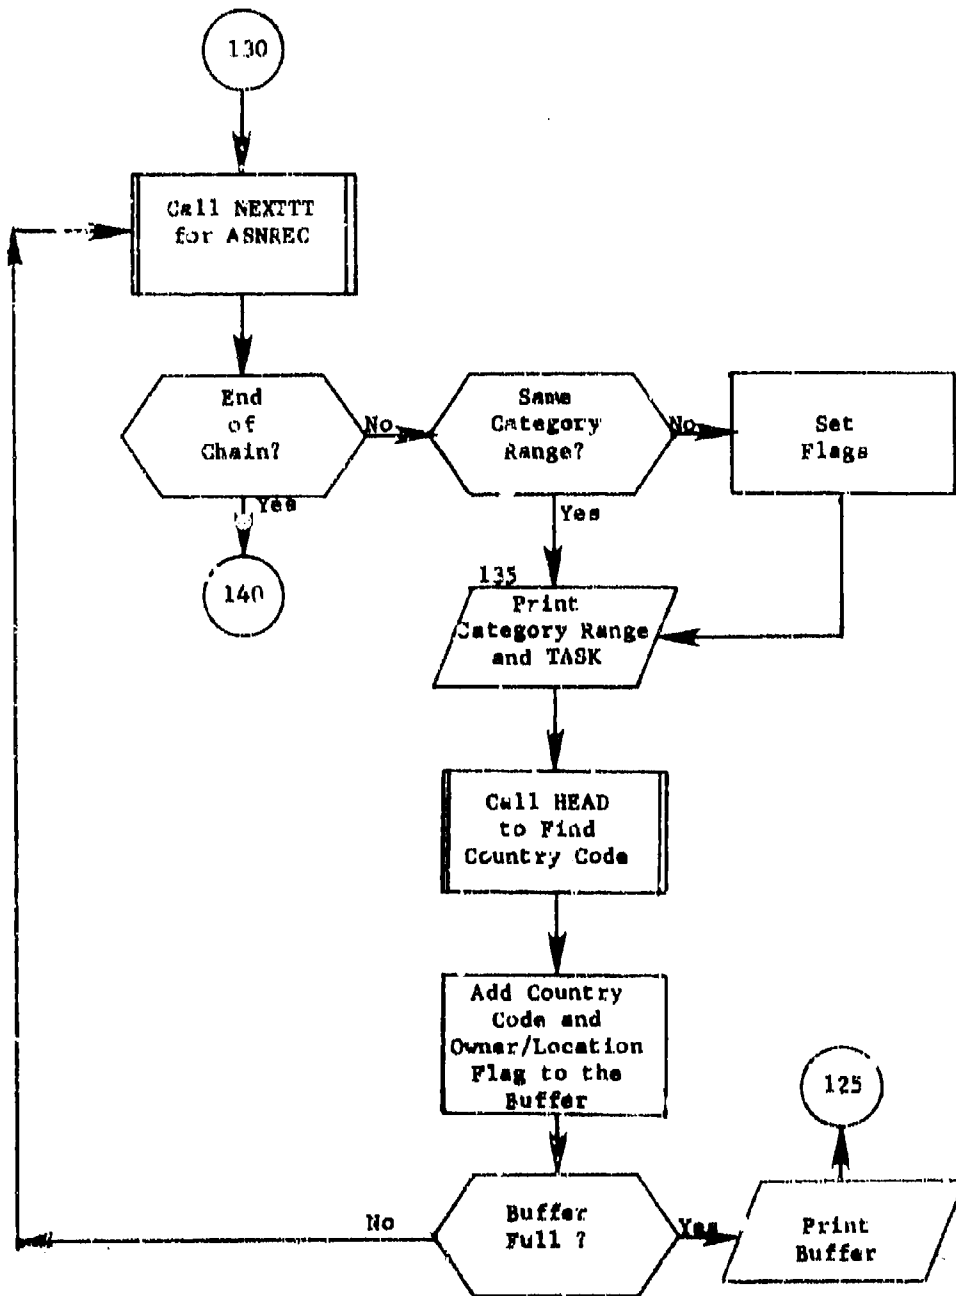 130
Call NEXTTT
for ASNREC
End
of
Chain?
No
Same
Category
Range?
No
Set
Flags
Yes
Yes
140
135
Print
Category Range
and TASK
Call HEAD
to Find
Country Code
Add Country
Code and
Owner/Location
Flag to the
Buffer
125
Buffer
Full ?
No
Yes
Print
Buffer